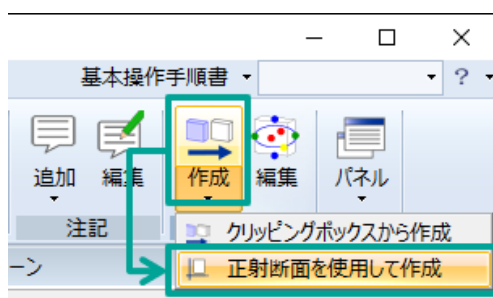 基本操作手順書
?
追加 編集 作成 編集 パネル
注記
クリッピングボックスから作成
ーン
正射断面を使用して作成